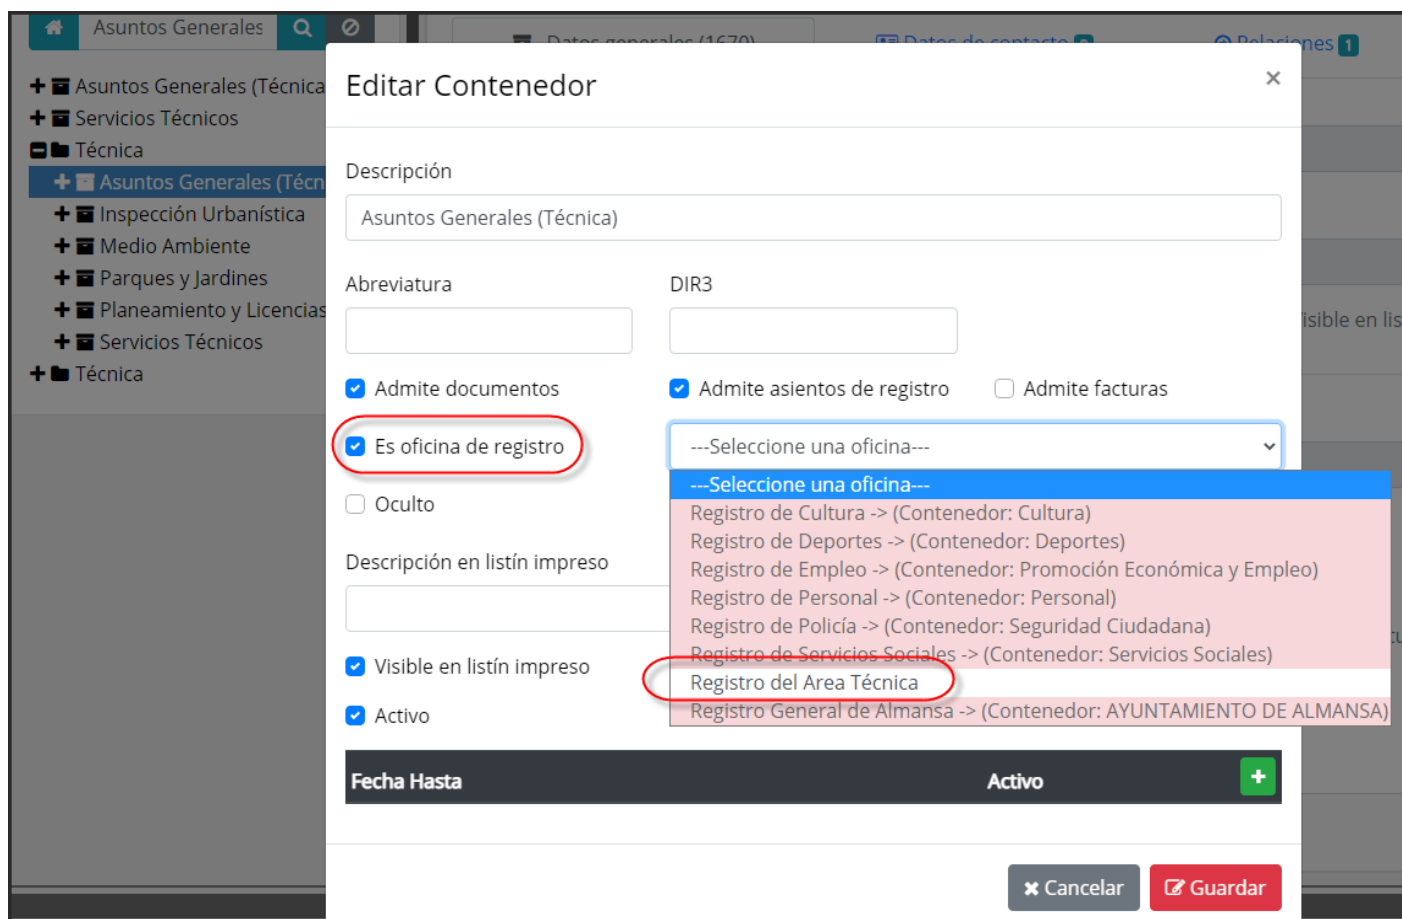 Asuntos Generales
Datos generales (1670)
Datos de contacto
Relaciones 1
Editar Contenedor
×
Asuntos Generales (Técnica
Servicios Técnicos
Técnica
Asuntos Generales (Técn
Inspección Urbanística
Medio Ambiente
Parques y Jardines
Planeamiento y Licencias
Servicios Técnicos
Técnica
Descripción
Asuntos Generales (Técnica)
Abreviatura
DIR3
isible en lis
Admite documentos
Admite asientos de registro
Admite facturas
Es oficina de registro
---Seleccione una oficina---
---Seleccione una oficina---
Registro de Cultura -> (Contenedor: Cultura)
Registro de Deportes -> (Contenedor: Deportes)
Registro de Empleo -> (Contenedor: Promoción Económica y Empleo)
Registro de Personal -> (Contenedor: Personal)
Registro de Policía -> (Contenedor: Seguridad Ciudadana)
Registro de Servicios Sociales -> (Contenedor: Servicios Sociales)
Registro del Area Técnica
Registro General de Almansa -> (Contenedor: AYUNTAMIENTO DE ALMANSA)
Oculto
Descripción en listín impreso
Visible en listín impreso
Activo
Fecha Hasta
Activo
+
Cancelar
Guardar